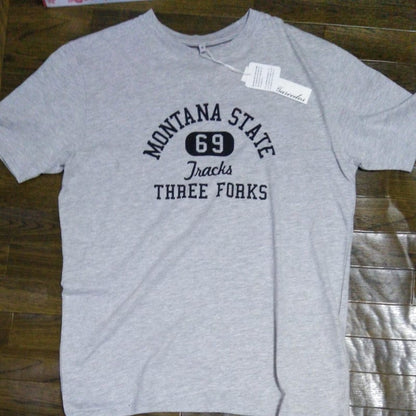 MONTANA STATE
69
Tracks
THREE FORKS